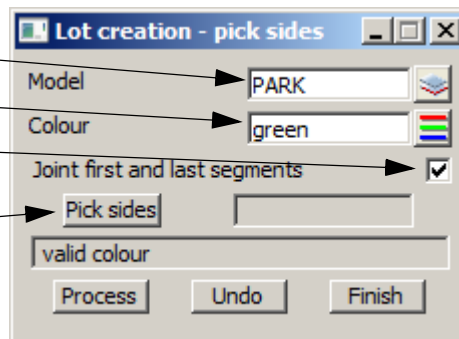 Lot creation - pick sides
Model PARK
Colour green
Joint first and last segments
Pick sides
valid colour
Process Undo Finish